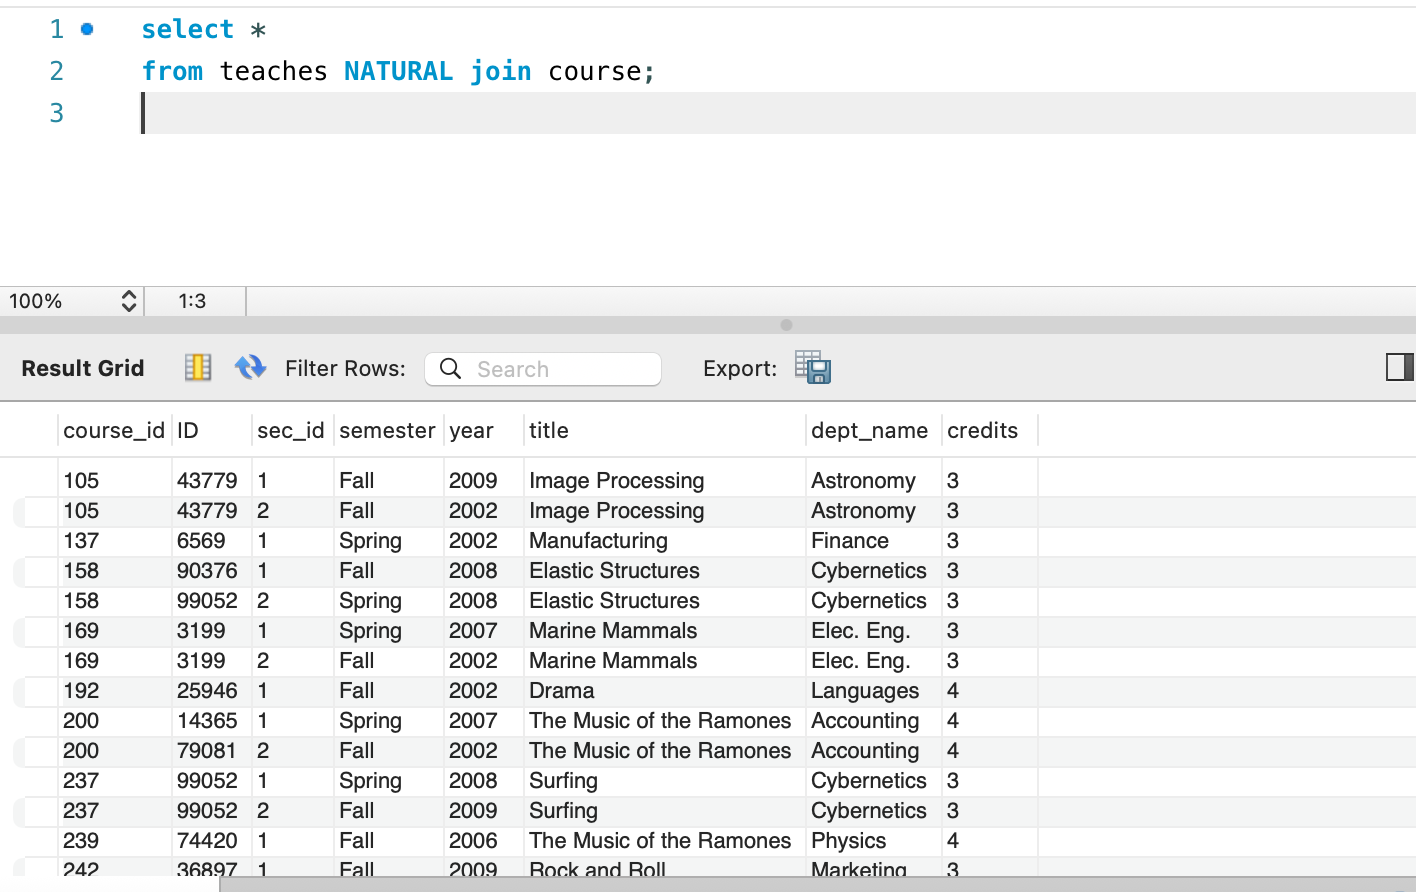 1 select *
2 from teaches NATURAL join course;
3
100% 1:3
Result Grid Filter Rows: Search Export:
course_id ID sec_id semester year title dept_name credits
105 43779 1 Fall 2009 Image Processing Astronomy 3
105 43779 2 Fall 2002 Image Processing Astronomy 3
137 6569 1 Spring 2002 Manufacturing Finance 3
158 90376 1 Fall 2008 Elastic Structures Cybernetics 3
158 99052 2 Spring 2008 Elastic Structures Cybernetics 3
169 3199 1 Spring 2007 Marine Mammals Elec. Eng. 3
169 3199 2 Fall 2002 Marine Mammals Elec. Eng. 3
192 25946 1 Fall 2002 Drama Languages 4
200 14365 1 Spring 2007 The Music of the Ramones Accounting 4
200 79081 2 Fall 2002 The Music of the Ramones Accounting 4
237 99052 1 Spring 2008 Surfing Cybernetics 3
237 99052 2 Fall 2009 Surfing Cybernetics 3
239 74420 1 Fall 2006 The Music of the Ramones Physics 4
242 36897 1 Fall 2009 Rock and Roll Marketing 3